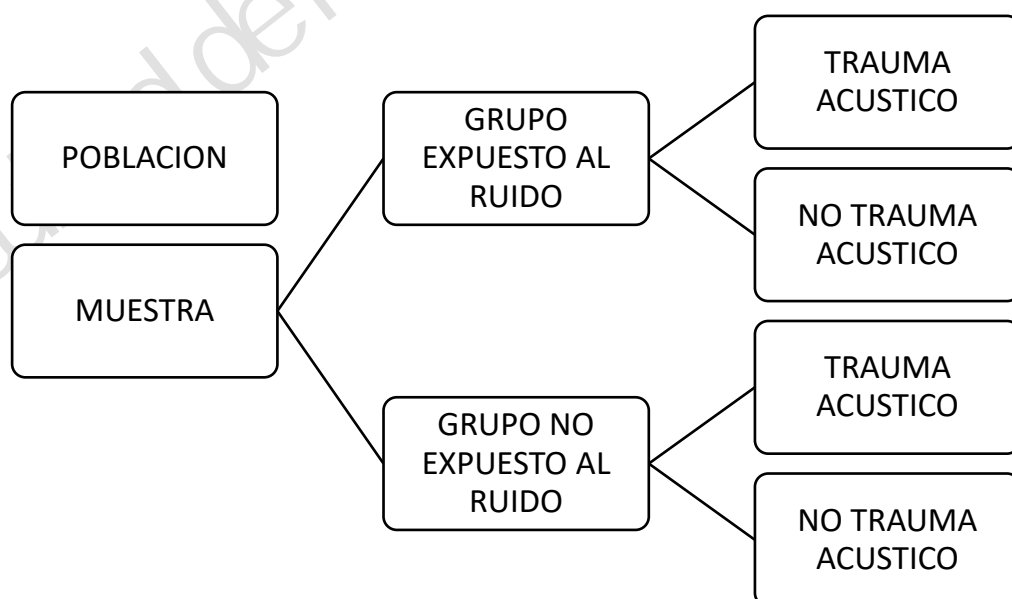 POBLACION
MUESTRA
GRUPO
EXPUESTO AL
RUIDO
GRUPO NO
EXPUESTO AL
RUIDO
TRAUMA
ACUSTICO
NO TRAUMA
ACUSTICO
TRAUMA
ACUSTICO
NO TRAUMA
ACUSTICO